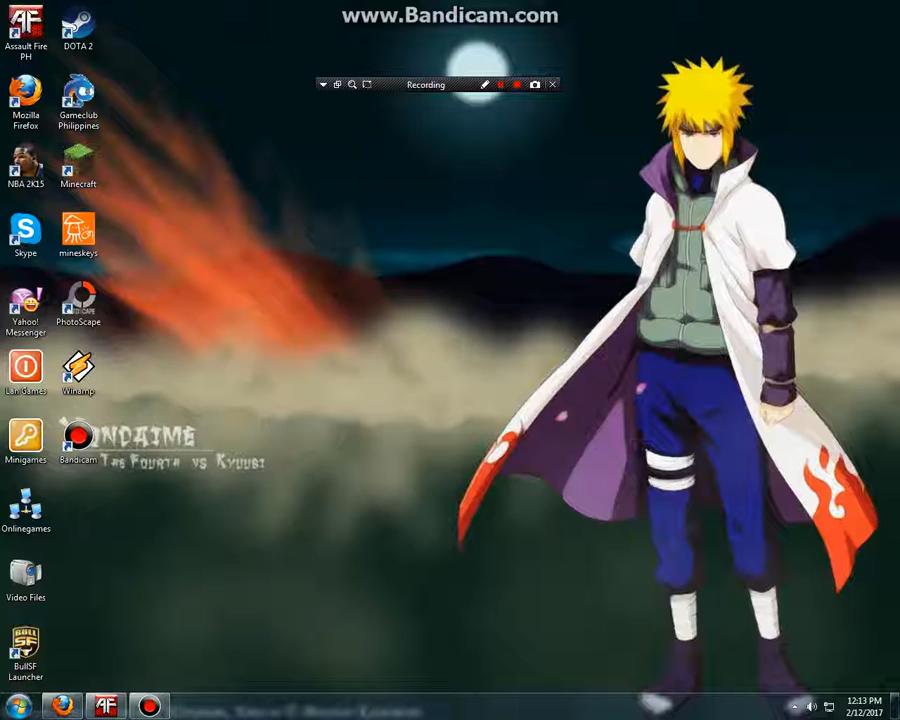 www.Bandicam.com
Recording
Assault Fire
PH
DOTA 2
Mozilla
Firefox
Gameclub
Philippines
NBA 2K15
Minecraft
Skype
mineskeys
Yahoo!
Messenger
PhotoScape
Lan Games
Winamp
Minigames
Bandicam
NDAIME
The Fourth vs Kyuubi
Onlinegames
Video Files
BullSF
Launcher
12:13 PM
2/12/2017